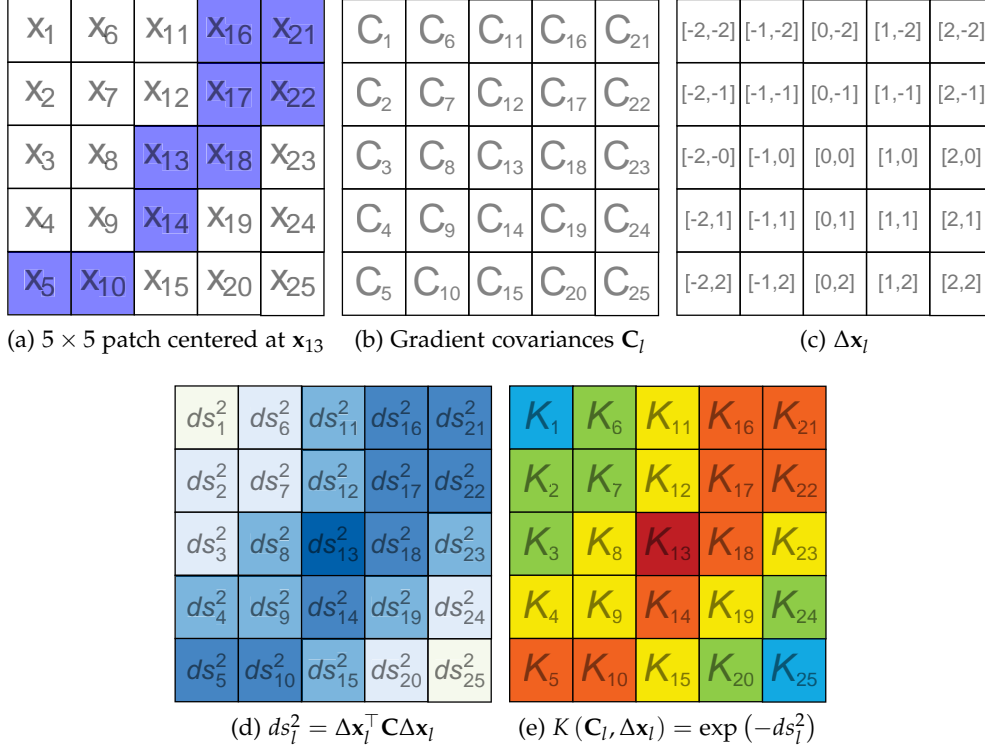 x₁ x₆ x₁₁ x₁₆ x₂₁ C₁ C₆ C₁₁ C₁₆ C₂₁ [-2,-2] [-1,-2] [0,-2] [1,-2] [2,-2]
x₂ x₇ x₁₂ x₁₇ x₂₂ C₂ C₇ C₁₂ C₁₇ C₂₂ [-2,-1] [-1,-1] [0,-1] [1,-1] [2,-1]
x₃ x₈ x₁₃ x₁₈ x₂₃ C₃ C₈ C₁₃ C₁₈ C₂₃ [-2,-0] [-1,0] [0,0] [1,0] [2,0]
x₄ x₉ x₁₄ x₁₉ x₂₄ C₄ C₉ C₁₄ C₁₉ C₂₄ [-2,1] [-1,1] [0,1] [1,1] [2,1]
x₅ x₁₀ x₁₅ x₂₀ x₂₅ C₅ C₁₀ C₁₅ C₂₀ C₂₅ [-2,2] [-1,2] [0,2] [1,2] [2,2]
(a) 5 × 5 patch centered at x₁₃ (b) Gradient covariances Cₗ (c) Δxₗ
ds²₁ ds²₆ ds²₁₁ ds²₁₆ ds²₂₁ K₁ K₆ K₁₁ K₁₆ K₂₁
ds²₂ ds²₇ ds²₁₂ ds²₁₇ ds²₂₂ K₂ K₇ K₁₂ K₁₇ K₂₂
ds²₃ ds²₈ ds²₁₃ ds²₁₈ ds²₂₃ K₃ K₈ K₁₃ K₁₈ K₂₃
ds²₄ ds²₉ ds²₁₄ ds²₁₉ ds²₂₄ K₄ K₉ K₁₄ K₁₉ K₂₄
ds²₅ ds²₁₀ ds²₁₅ ds²₂₀ ds²₂₅ K₅ K₁₀ K₁₅ K₂₀ K₂₅
(d) ds²ₗ = Δxₗ⊤CΔxₗ (e) K (Cₗ, Δxₗ) = exp (−ds²ₗ)